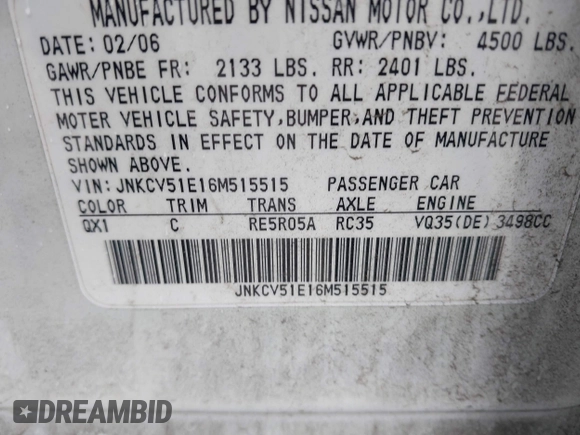 MANUFACTURED BY NISSAN MOTOR CO.,LTD.
DATE: 02/06 GVWR/PNBV: 4500 LBS.
GAWR/PNBE FR: 2133 LBS. RR: 2401 LBS.
THIS VEHICLE CONFORMS TO ALL APPLICABLE FEDERAL
MOTER VEHICLE SAFETY,BUMPER,AND THEFT PREVENTION
STANDARDS IN EFFECT ON THE DATE OF MANUFACTURE
SHOWN ABOVE.
VIN: JNKCV51E16M515515 PASSENGER CAR
COLOR TRIM TRANS AXLE ENGINE
QX1 C RE5R05A RC35 VQ35(DE) 3498CC
JNKCV51E16M515515
DREAMBID